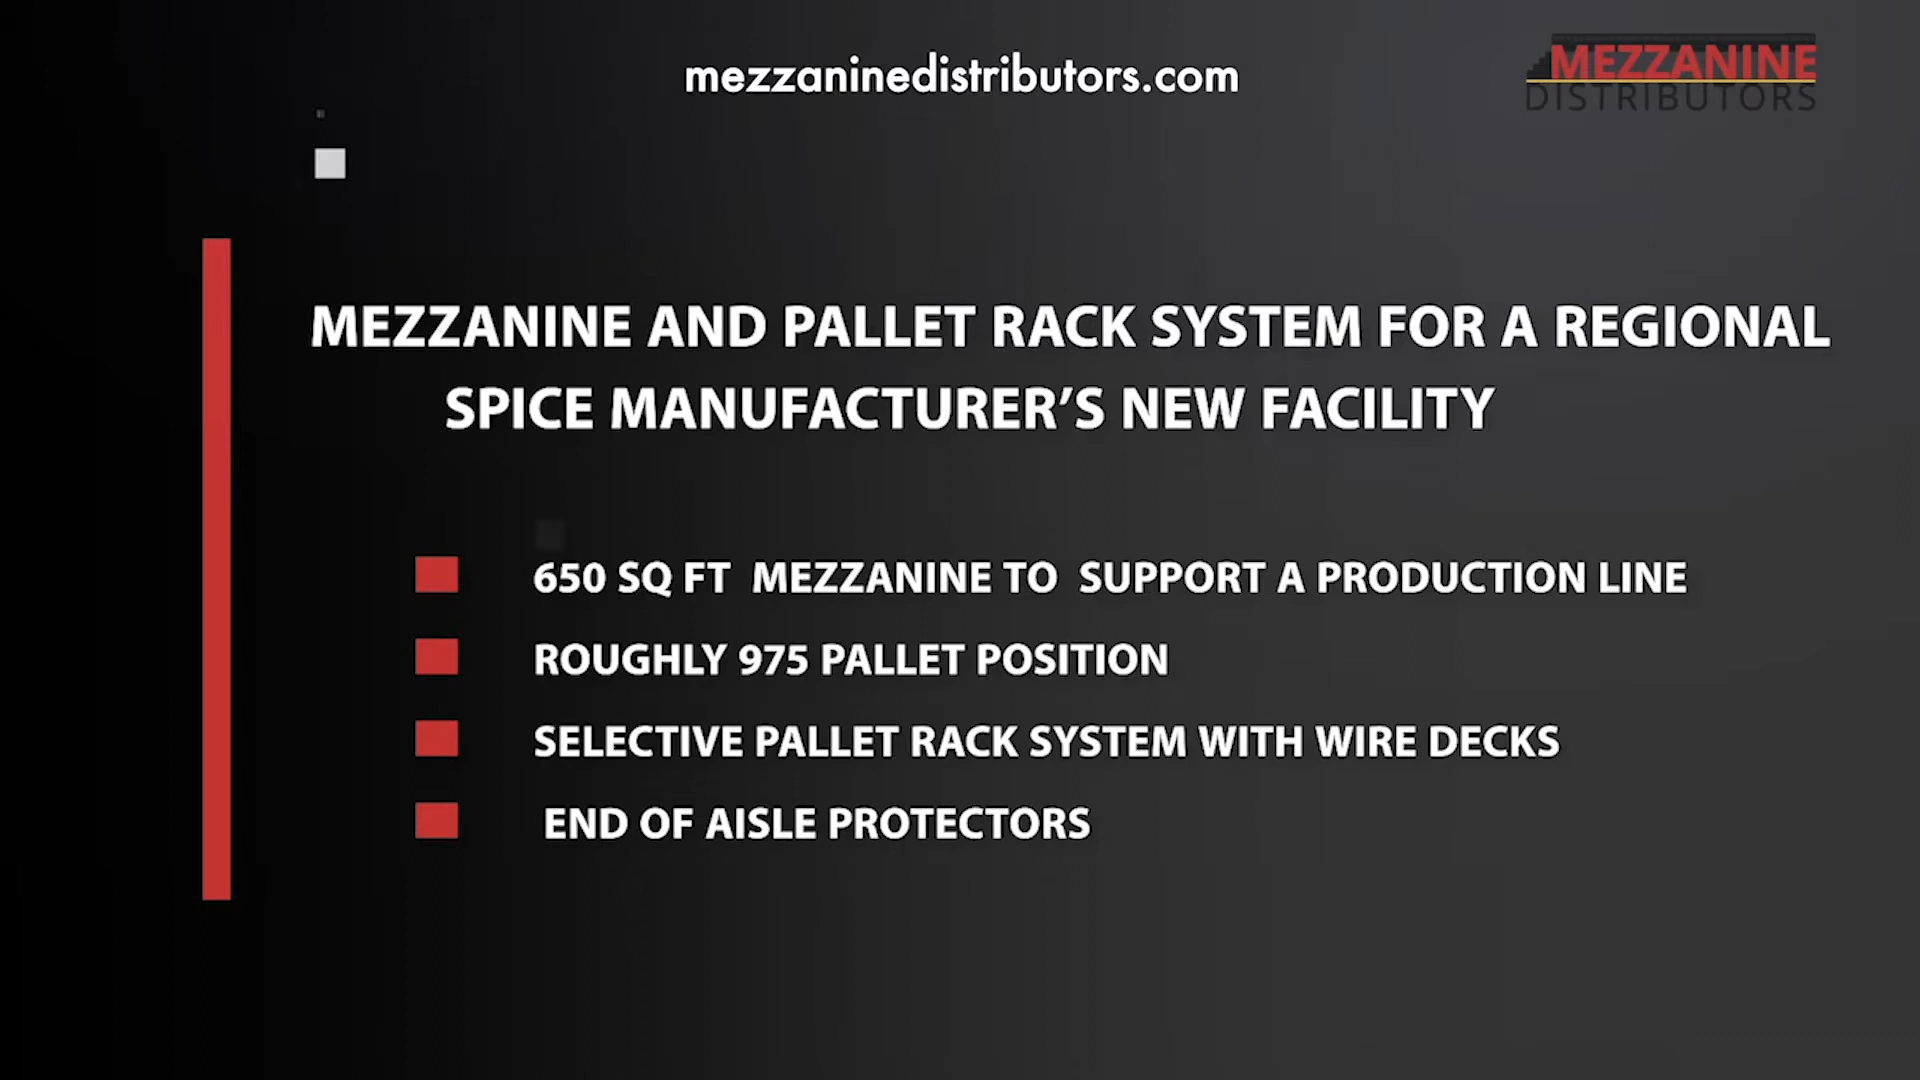 mezzaninedistributors.com
MEZZANINE
DISTRIBUTORS
MEZZANINE AND PALLET RACK SYSTEM FOR A REGIONAL
SPICE MANUFACTURER’S NEW FACILITY
650 SQ FT MEZZANINE TO SUPPORT A PRODUCTION LINE
ROUGHLY 975 PALLET POSITION
SELECTIVE PALLET RACK SYSTEM WITH WIRE DECKS
END OF AISLE PROTECTORS